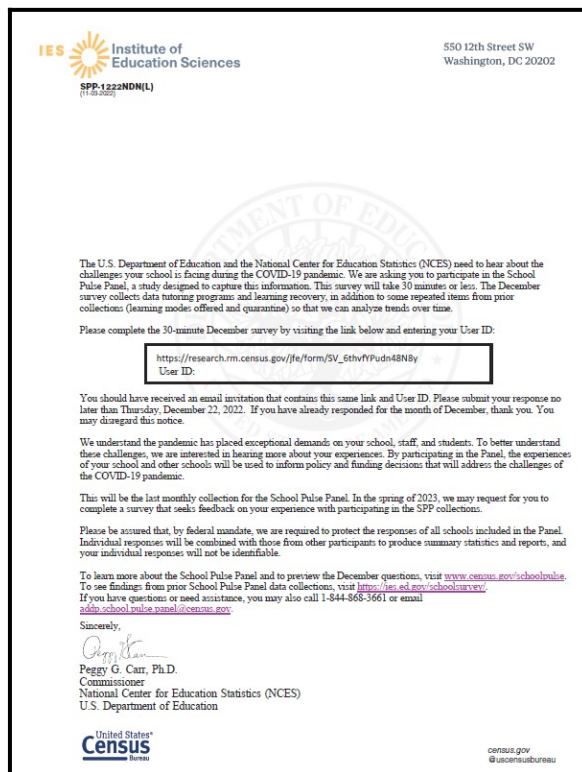 IES Institute of
Education Sciences
550 12th Street SW
Washington, DC 20202
SPP-1222NDN(L)
(11-03-2022)
The U.S. Department of Education and the National Center for Education Statistics (NCES) need to hear about the
challenges your school is facing during the COVID-19 pandemic. We are asking you to participate in the School
Pulse Panel, a study designed to capture this information. This survey will take 30 minutes or less. The December
survey collects data tutoring programs and learning recovery, in addition to some repeated items from prior
collections (learning modes offered and quarantine) so that we can analyze trends over time.
Please complete the 30-minute December survey by visiting the link below and entering your User ID:
https://research.rm.census.gov/jfe/form/SV_6thvfYPudn48N8y
User ID:
You should have received an email invitation that contains this same link and User ID. Please submit your response no
later than Thursday, December 22, 2022. If you have already responded for the month of December, thank you. You
may disregard this notice.
We understand the pandemic has placed exceptional demands on your school, staff, and students. To better understand
these challenges, we are interested in hearing more about your experiences. By participating in the Panel, the experiences
of your school and other schools will be used to inform policy and funding decisions that will address the challenges of
the COVID-19 pandemic.
This will be the last monthly collection for the School Pulse Panel. In the spring of 2023, we may request for you to
complete a survey that seeks feedback on your experience with participating in the SPP collections.
Please be assured that, by federal mandate, we are required to protect the responses of all schools included in the Panel.
Individual responses will be combined with those from other participants to produce summary statistics and reports, and
your individual responses will not be identifiable.
To learn more about the School Pulse Panel and to preview the December questions, visit www.census.gov/schoolpulse.
To see findings from prior School Pulse Panel data collections, visit https://ies.ed.gov/schoolsurvey/.
If you have questions or need assistance, you may also call 1-844-868-3661 or email
addp.school.pulse.panel@census.gov.
Sincerely,
Peggy G. Carr, Ph.D.
Commissioner
National Center for Education Statistics (NCES)
U.S. Department of Education
United States®
Census
Bureau
census.gov
@uscensusbureau